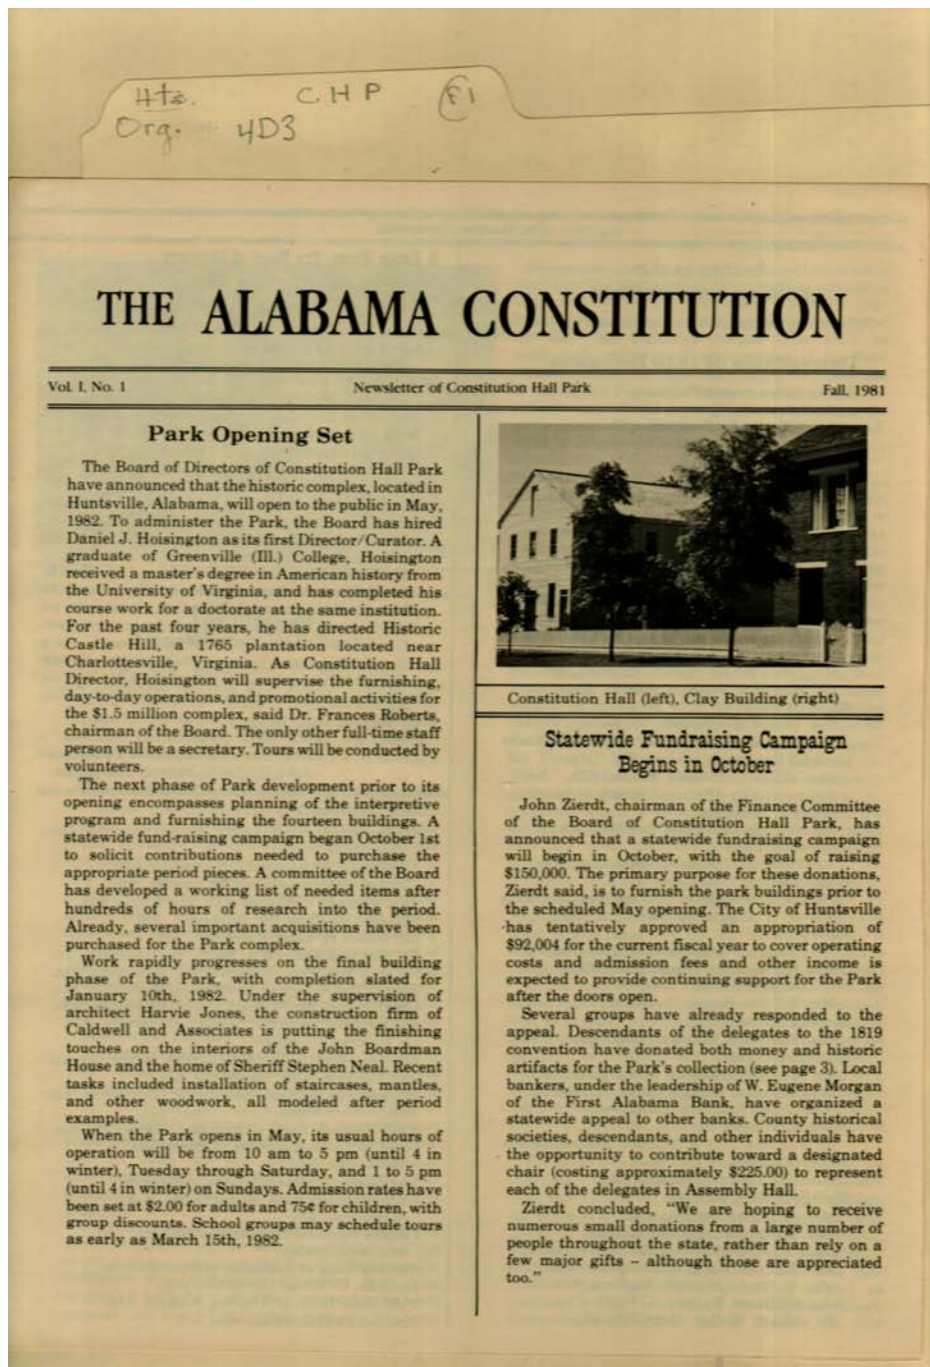 Hts. C.H P F1
Org. 4D3
THE ALABAMA CONSTITUTION
Vol. I, No. 1 Newsletter of Constitution Hall Park Fall, 1981
Park Opening Set
The Board of Directors of Constitution Hall Park
have announced that the historic complex, located in
Huntsville, Alabama, will open to the public in May,
1982. To administer the Park, the Board has hired
Daniel J. Hoisington as its first Director/Curator. A
graduate of Greenville (Ill.) College, Hoisington
received a master's degree in American history from
the University of Virginia, and has completed his
course work for a doctorate at the same institution.
For the past four years, he has directed Historic
Castle Hill, a 1765 plantation located near
Charlottesville, Virginia. As Constitution Hall
Director, Hoisington will supervise the furnishing,
day-to-day operations, and promotional activities for
the $1.5 million complex, said Dr. Frances Roberts,
chairman of the Board. The only other full-time staff
person will be a secretary. Tours will be conducted by
volunteers.
The next phase of Park development prior to its
opening encompasses planning of the interpretive
program and furnishing the fourteen buildings. A
statewide fund-raising campaign began October 1st
to solicit contributions needed to purchase the
appropriate period pieces. A committee of the Board
has developed a working list of needed items after
hundreds of hours of research into the period.
Already, several important acquisitions have been
purchased for the Park complex.
Work rapidly progresses on the final building
phase of the Park, with completion slated for
January 10th, 1982. Under the supervision of
architect Harvie Jones, the construction firm of
Caldwell and Associates is putting the finishing
touches on the interiors of the John Boardman
House and the home of Sheriff Stephen Neal. Recent
tasks included installation of staircases, mantles,
and other woodwork, all modeled after period
examples.
When the Park opens in May, its usual hours of
operation will be from 10 am to 5 pm (until 4 in
winter), Tuesday through Saturday, and 1 to 5 pm
(until 4 in winter) on Sundays. Admission rates have
been set at $2.00 for adults and 75¢ for children, with
group discounts. School groups may schedule tours
as early as March 15th, 1982.
Constitution Hall (left), Clay Building (right)
Statewide Fundraising Campaign
Begins in October
John Zierdt, chairman of the Finance Committee
of the Board of Constitution Hall Park, has
announced that a statewide fundraising campaign
will begin in October, with the goal of raising
$150,000. The primary purpose for these donations,
Zierdt said, is to furnish the park buildings prior to
the scheduled May opening. The City of Huntsville
has tentatively approved an appropriation of
$92,004 for the current fiscal year to cover operating
costs and admission fees and other income is
expected to provide continuing support for the Park
after the doors open.
Several groups have already responded to the
appeal. Descendants of the delegates to the 1819
convention have donated both money and historic
artifacts for the Park's collection (see page 3). Local
bankers, under the leadership of W. Eugene Morgan
of the First Alabama Bank, have organized a
statewide appeal to other banks. County historical
societies, descendants, and other individuals have
the opportunity to contribute toward a designated
chair (costing approximately $225.00) to represent
each of the delegates in Assembly Hall.
Zierdt concluded, "We are hoping to receive
numerous small donations from a large number of
people throughout the state, rather than rely on a
few major gifts – although those are appreciated
too."